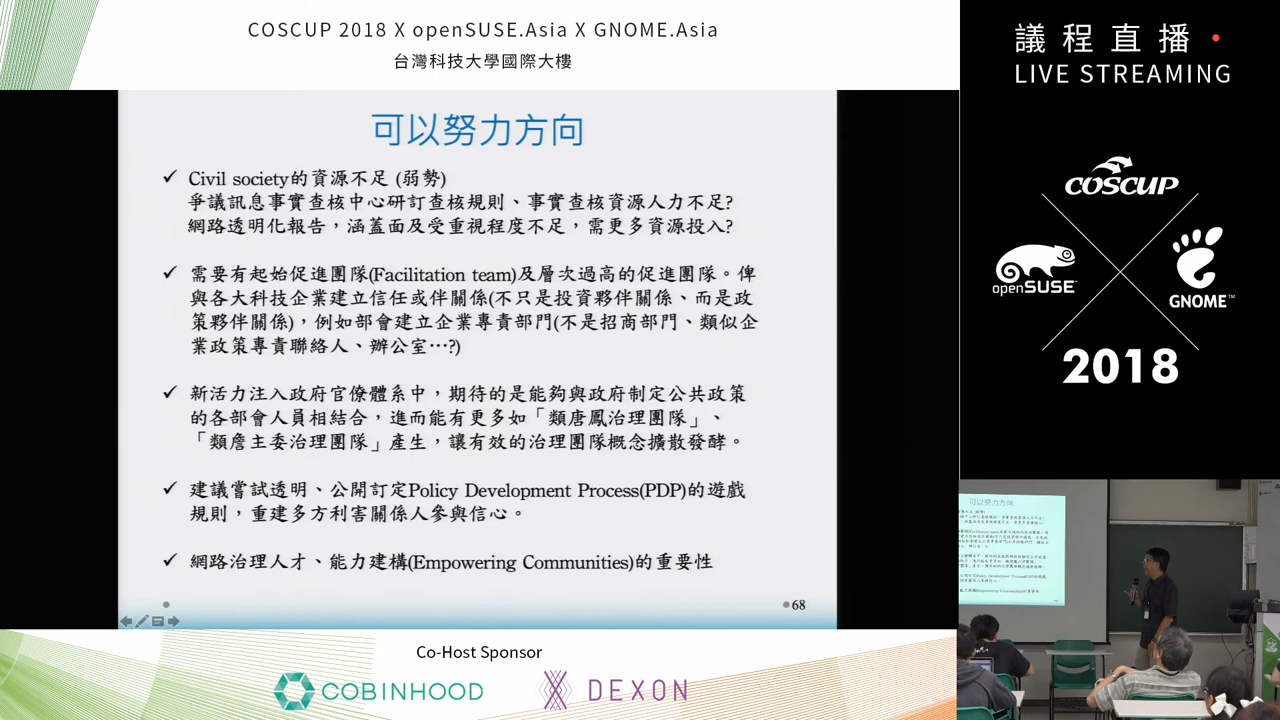 COSCUP 2018 X openSUSE.Asia X GNOME.Asia
台灣科技大學國際大樓
議程直播
LIVE STREAMING
可以努力方向
✓ Civil society的資源不足 (弱勢)
爭議訊息事實查核中心研訂查核規則、事實查核資源人力不足?
網路透明化報告，涵蓋面及受重視程度不足，需更多資源投入?
✓ 需要有起始促進團隊(Facilitation team)及層次過高的促進團隊。俾
與各大科技企業建立信任或伴關係(不只是投資夥伴關係、而是政
策夥伴關係)，例如部會建立企業專責部門(不是招商部門、類似企
業政策專責聯絡人、辦公室…?)
✓ 新活力注入政府官僚體系中，期待的是能夠與政府制定公共政策
的各部會人員相結合，進而能有更多如「類唐鳳治理團隊」、
「類詹主委治理團隊」產生，讓有效的治理團隊概念擴散發酵。
✓ 建議嘗試透明、公開訂定Policy Development Process(PDP)的遊戲
規則，重建多方利害關係人參與信心。
✓ 網路治理人才、能力建構(Empowering Communities)的重要性
68
COSCUP
openSUSE
GNOME™
2018
可以努力方向
Co-Host Sponsor
COBINHOOD
DEXON